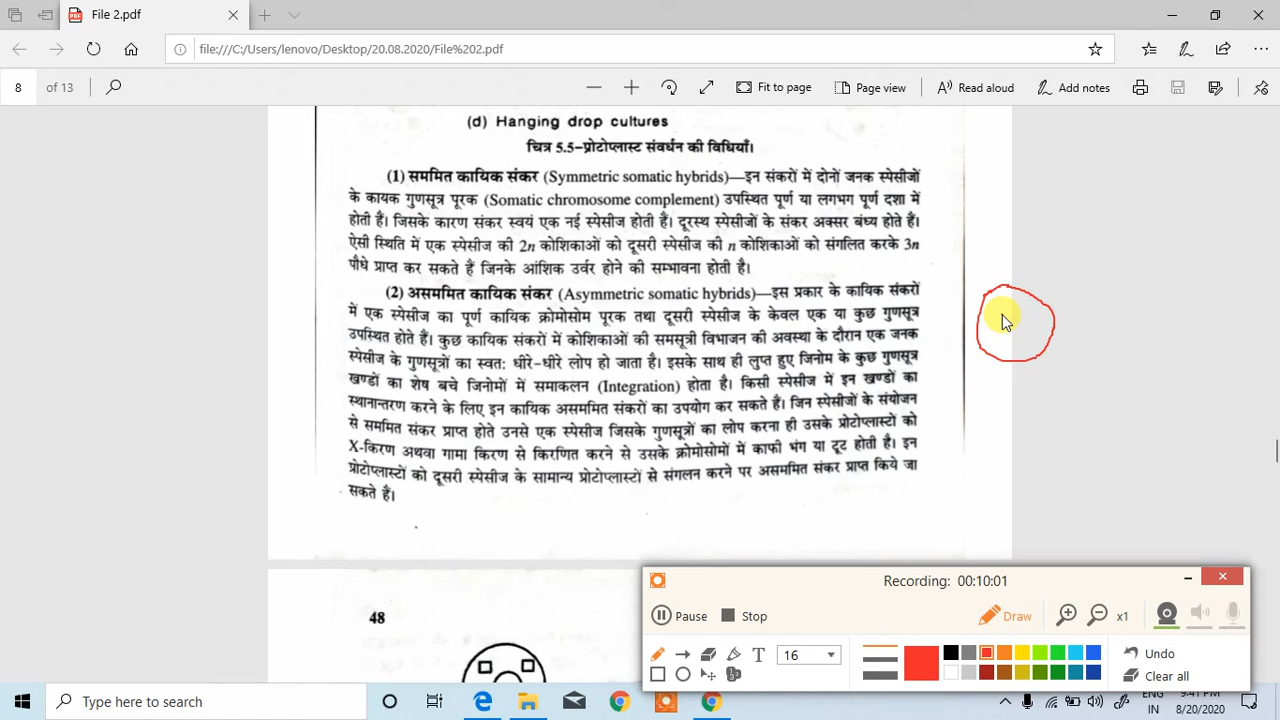 File 2.pdf
file:///C:/Users/lenovo/Desktop/20.08.2020/File%202.pdf
8 of 13
Fit to page
Page view
Read aloud
Add notes
(d) Hanging drop cultures
चित्र 5.5–प्रोटोप्लास्ट संवर्धन की विधियाँ।
(1) सममित कायिक संकर (Symmetric somatic hybrids)—इन संकरों में दोनों जनक स्पेसीजों
के कायक गुणसूत्र पूरक (Somatic chromosome complement) उपस्थित पूर्ण या लगभग पूर्ण दशा में
होती हैं। जिसके कारण संकर स्वयं एक नई स्पेसीज होती हैं। दूरस्थ स्पेसीजों के संकर अक्सर बंध्य होते हैं।
ऐसी स्थिति में एक स्पेसीज की 2n कोशिकाओं को दूसरी स्पेसीज की n कोशिकाओं को संगलित करके 3n
पौधे प्राप्त कर सकते हैं जिनके आंशिक उर्वर होने की सम्भावना होती है।
(2) असममित कायिक संकर (Asymmetric somatic hybrids)—इस प्रकार के कायिक संकरों
में एक स्पेसीज का पूर्ण कायिक क्रोमोसोम पूरक तथा दूसरी स्पेसीज के केवल एक या कुछ गुणसूत्र
उपस्थित होते हैं। कुछ कायिक संकरों में कोशिकाओं की समसूत्री विभाजन की अवस्था के दौरान एक जनक
स्पेसीज के गुणसूत्रों का स्वत: धीरे-धीरे लोप हो जाता है। इसके साथ ही लुप्त हुए जिनोम के कुछ गुणसूत्र
खण्डों का शेष बचे जिनोमों में समाकलन (Integration) होता है। किसी स्पेसीज में इन खण्डों का
स्थानान्तरण करने के लिए इन कायिक असममित संकरों का उपयोग कर सकते है। जिन स्पेसीजों के संयोजन
से सममित संकर प्राप्त होते उनसे एक स्पेसीज जिसके गुणसूत्रों का लोप करना ही उसके प्रोटोप्लास्टों को
X-किरण अथवा गामा किरण से किरणित करने से उसके क्रोमोसोमों में काफी भंग या टूट होती है। इन
प्रोटोप्लास्टों को दूसरी स्पेसीज के सामान्य प्रोटोप्लास्टों से संगलन करने पर असममित संकर प्राप्त किये जा
सकते हैं।
48
Recording: 00:10:01
Pause
Stop
Draw
x1
T
16
Undo
Clear all
Type here to search
ENG
IN
9:41 PM
8/20/2020